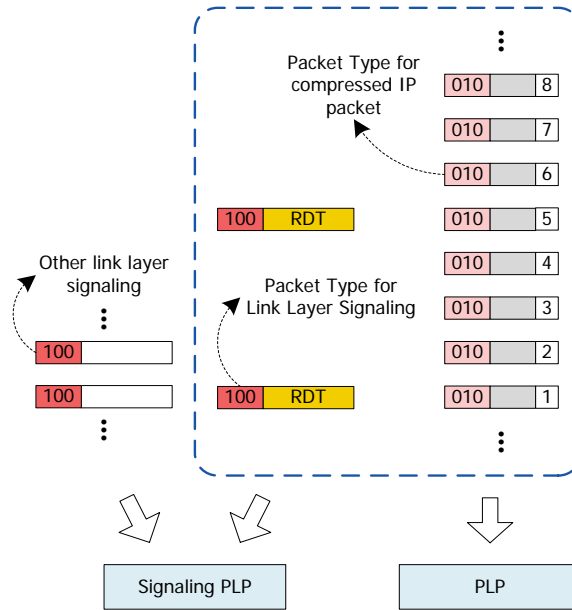 Packet Type for
compressed IP
packet
010 8
010 7
010 6
100 RDT
010 5
Other link layer
signaling
010 4
Packet Type for
Link Layer Signaling
010 3
100
010 2
100
100 RDT
010 1
Signaling PLP
PLP